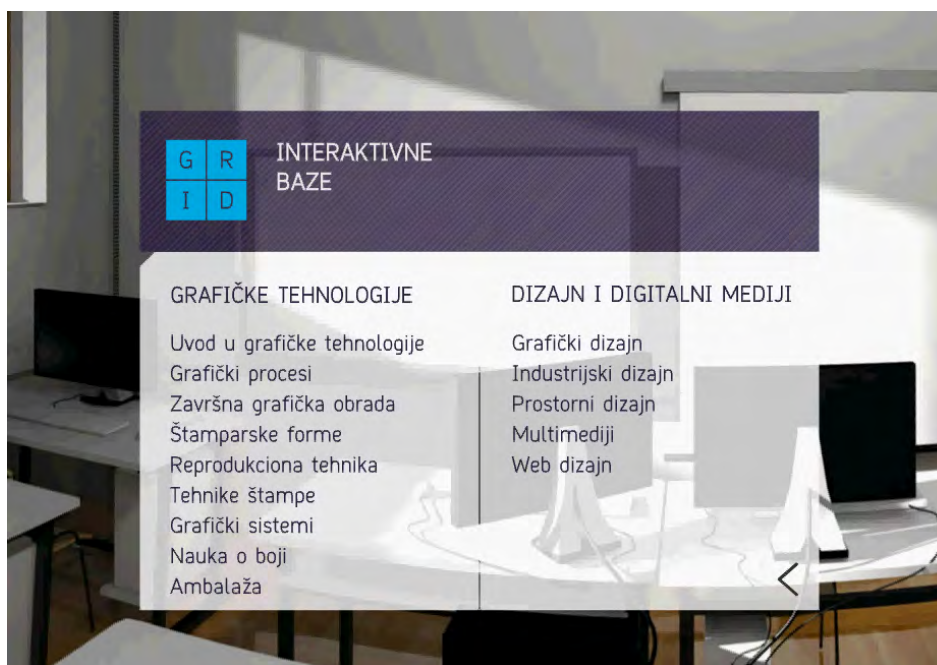 G R
I D
INTERAKTIVNE
BAZE
GRAFIČKE TEHNOLOGIJE
Uvod u grafičke tehnologije
Grafički procesi
Završna grafička obrada
Štamparske forme
Reprodukciona tehnika
Tehnike štampe
Grafički sistemi
Nauka o boji
Ambalaža
DIZAJN I DIGITALNI MEDIJI
Grafički dizajn
Industrijski dizajn
Prostorni dizajn
Multimediji
Web dizajn